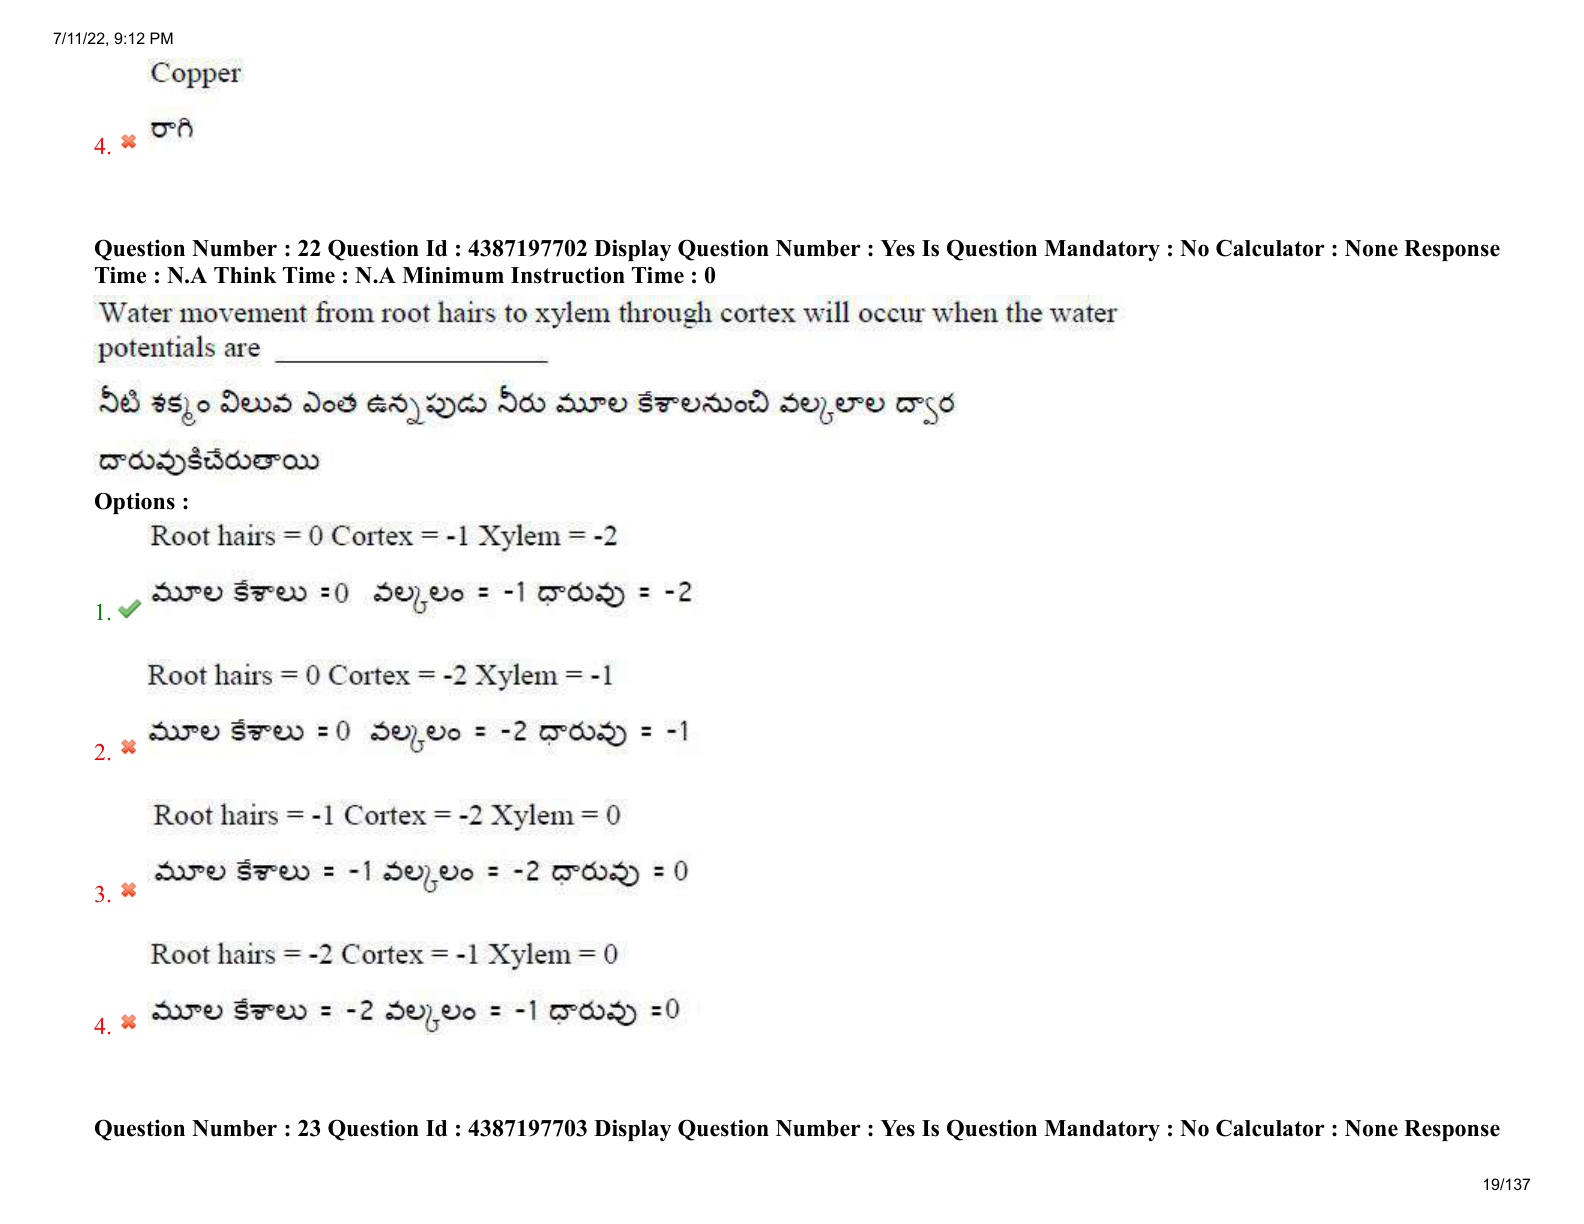 7/11/22, 9:12 PM
Copper
రాగి
4.
Question Number : 22 Question Id : 4387197702 Display Question Number : Yes Is Question Mandatory : No Calculator : None Response
Time : N.A Think Time : N.A Minimum Instruction Time : 0
Water movement from root hairs to xylem through cortex will occur when the water
potentials are ____________________
నీటి శక్మం విలువ ఎంత ఉన్నపుడు నీరు మూల కేశాలనుంచి వల్కలాల ద్వార
దారువుకిచేరుతాయి
Options :
Root hairs = 0 Cortex = -1 Xylem = -2
మూల కేశాలు =0 వల్కలం = -1 ధారువు = -2
1.
Root hairs = 0 Cortex = -2 Xylem = -1
మూల కేశాలు =0 వల్కలం = -2 ధారువు = -1
2.
Root hairs = -1 Cortex = -2 Xylem = 0
మూల కేశాలు = -1 వల్కలం = -2 ధారువు = 0
3.
Root hairs = -2 Cortex = -1 Xylem = 0
మూల కేశాలు = -2 వల్కలం = -1 ధారువు =0
4.
Question Number : 23 Question Id : 4387197703 Display Question Number : Yes Is Question Mandatory : No Calculator : None Response
19/137